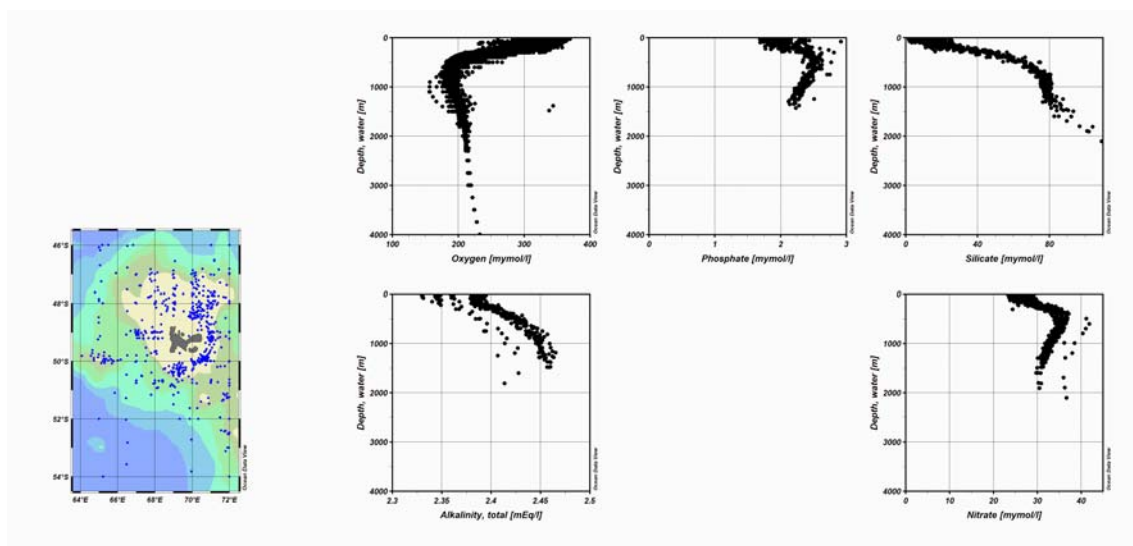 0
1000
2000
3000
4000
Depth, water [m]
100 200 300 400
Oxygen [mymol/l]
Ocean Data View
0
1000
2000
3000
4000
Depth, water [m]
0 1 2 3
Phosphate [mymol/l]
Ocean Data View
0
1000
2000
3000
4000
Depth, water [m]
0 40 80
Silicate [mymol/l]
Ocean Data View
46°S
48°S
50°S
52°S
54°S
64°E 66°E 68°E 70°E 72°E
Ocean Data View
0
1000
2000
3000
4000
Depth, water [m]
2.3 2.35 2.4 2.45 2.5
Alkalinity, total [mEq/l]
Ocean Data View
0
1000
2000
3000
4000
Depth, water [m]
0 10 20 30 40
Nitrate [mymol/l]
Ocean Data View